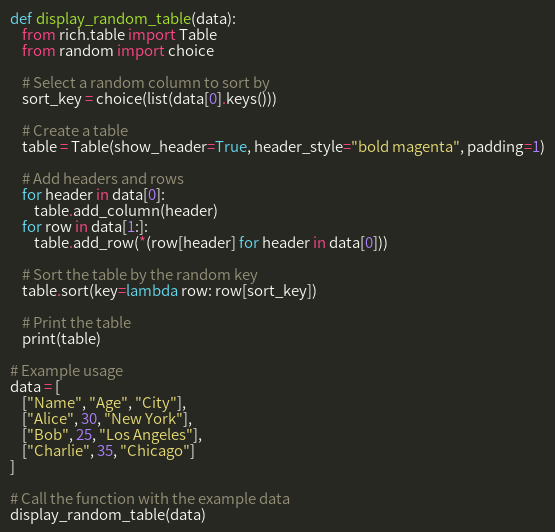 def display_random_table(data):
    from rich.table import Table
    from random import choice

    # Select a random column to sort by
    sort_key = choice(list(data[0].keys()))

    # Create a table
    table = Table(show_header=True, header_style="bold magenta", padding=1)

    # Add headers and rows
    for header in data[0]:
        table.add_column(header)
    for row in data[1:]:
        table.add_row(*(row[header] for header in data[0]))

    # Sort the table by the random key
    table.sort(key=lambda row: row[sort_key])

    # Print the table
    print(table)

# Example usage
data = [
    ["Name", "Age", "City"],
    ["Alice", 30, "New York"],
    ["Bob", 25, "Los Angeles"],
    ["Charlie", 35, "Chicago"]
]

# Call the function with the example data
display_random_table(data)